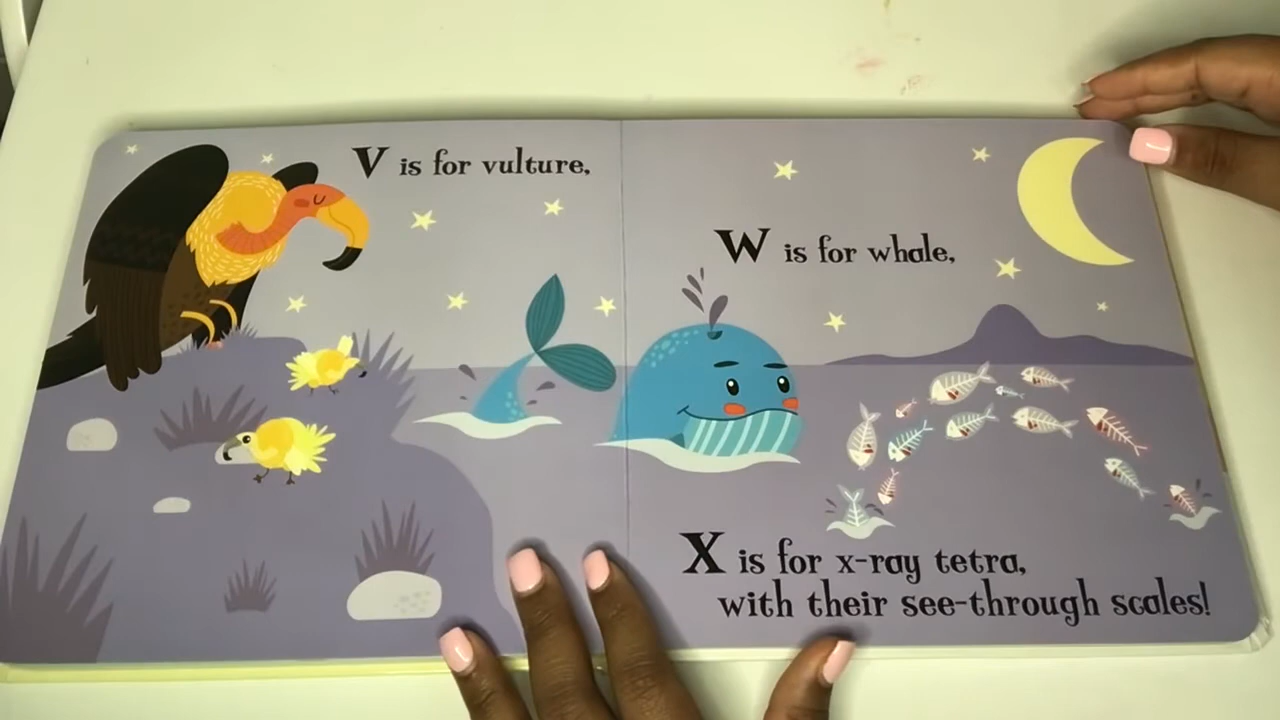 V is for vulture,
W is for whale,
X is for x-ray tetra,
with their see-through scales!